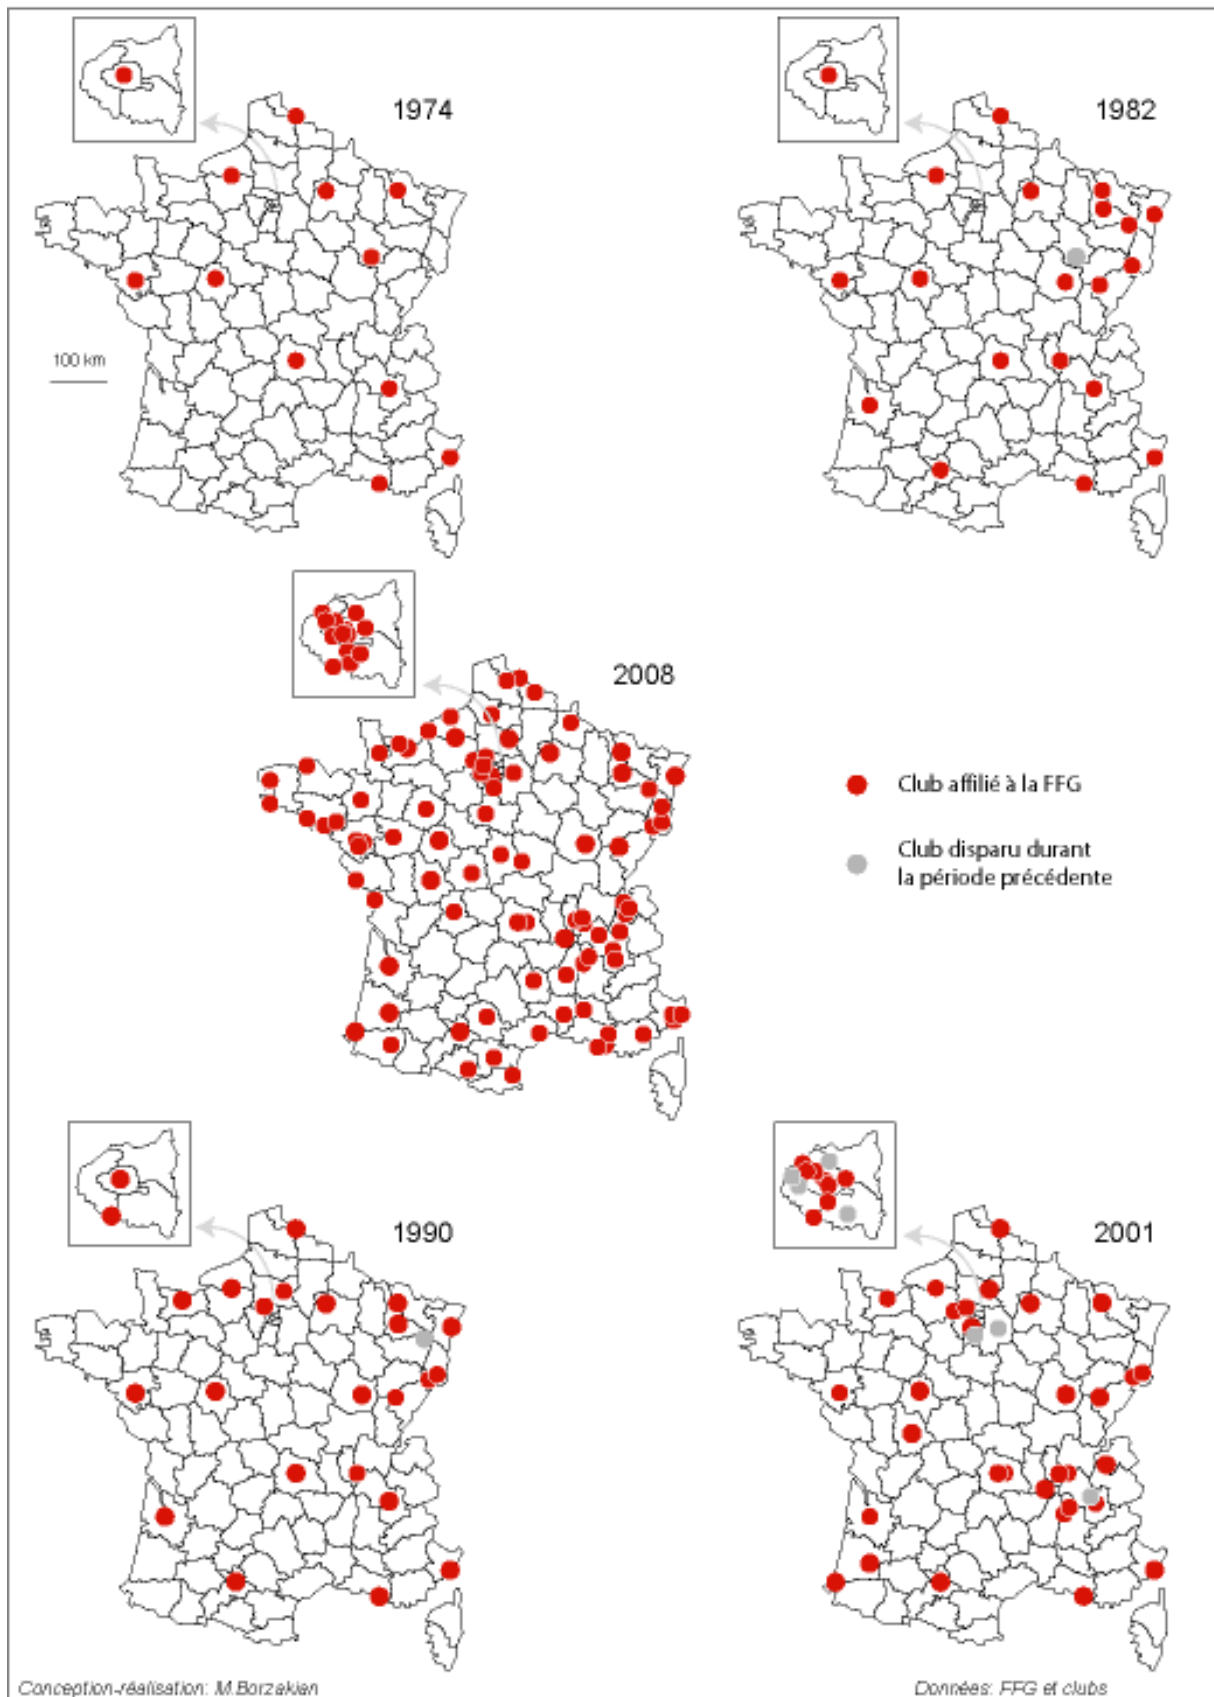 1974
1982
100 km
2008
Club affilié à la FFG
Club disparu durant
la période précédente
1990
2001
Conception-réalisation: M.Borzakian
Données: FFG et clubs